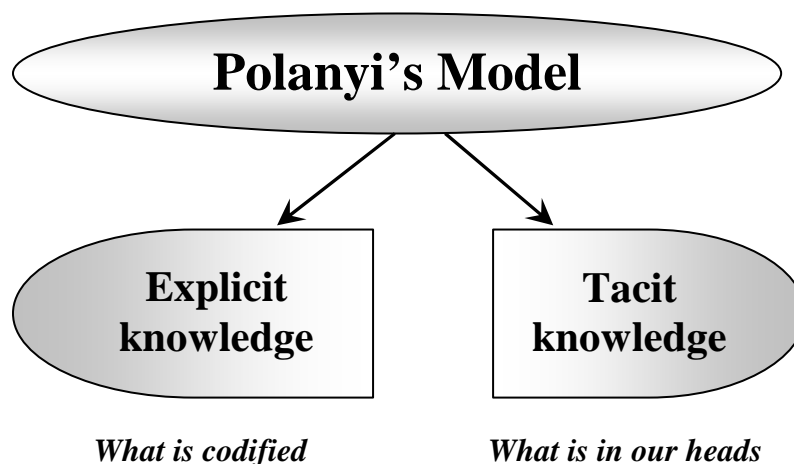 Polanyi’s Model
Explicit
knowledge
Tacit
knowledge
What is codified
What is in our heads